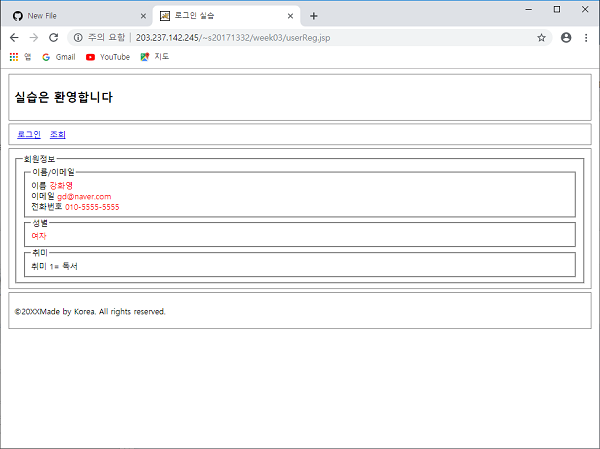 New File
로그인 실습
주의 요함 | 203.237.142.245/~s20171332/week03/userReg.jsp
앱 Gmail YouTube 지도
실습은 환영합니다
로그인 조회
회원정보
이름/이메일
이름 강화영
이메일 gd@naver.com
전화번호 010-5555-5555
성별
여자
취미
취미 1= 독서
©20XXMade by Korea. All rights reserved.